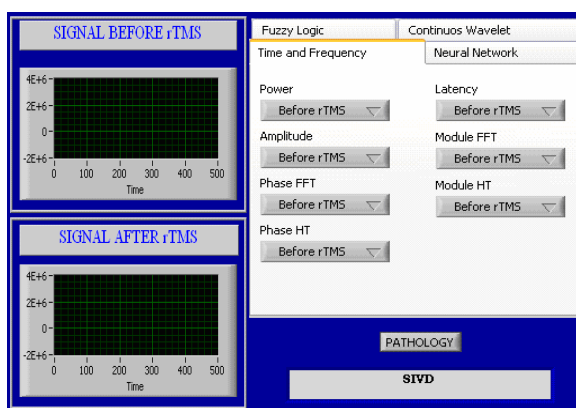 SIGNAL BEFORE rTMS
4E+6
2E+6
0
-2E+6
0 100 200 300 400 500
Time
SIGNAL AFTER rTMS
4E+6
2E+6
0
-2E+6
0 100 200 300 400 500
Time
Fuzzy Logic Continuos Wavelet
Time and Frequency Neural Network
Power Latency
Before rTMS Before rTMS
Amplitude Module FFT
Before rTMS Before rTMS
Phase FFT Module HT
Before rTMS Before rTMS
Phase HT
Before rTMS
PATHOLOGY
SIVD